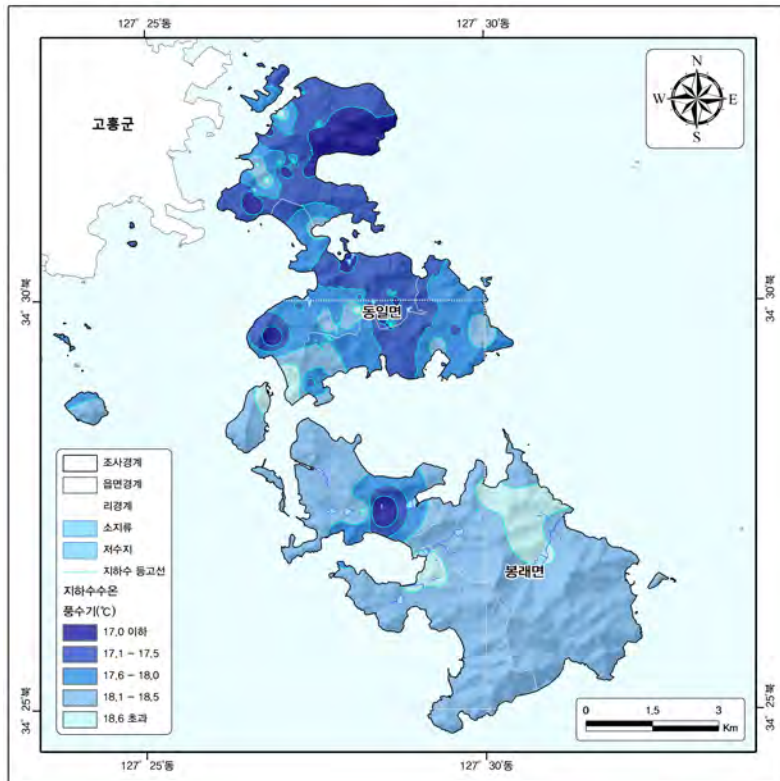 127° 25'동
127° 30'동
고흥군
N
W
E
S
34° 30'북
34° 30'북
동일면
조사경계
읍면경계
리경계
소지류
저수지
지하수 등고선
지하수수온
풍수기(℃)
17.0 이하
17.1 - 17.5
17.6 - 18.0
18.1 - 18.5
18.6 초과
봉래면
0 1.5 3
Km
34° 25'북
34° 25'북
127° 25'동
127° 30'동